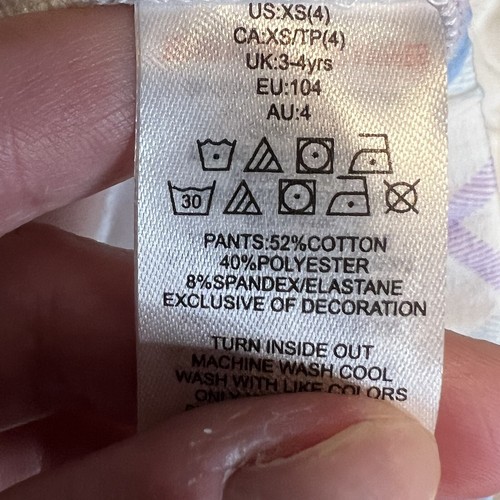 US:XS(4)
CA:XS/TP(4)
UK:3-4yrs
EU:104
AU:4
30
PANTS:52%COTTON
40%POLYESTER
8%SPANDEX/ELASTANE
EXCLUSIVE OF DECORATION
TURN INSIDE OUT
MACHINE WASH COOL
WASH WITH LIKE COLORS